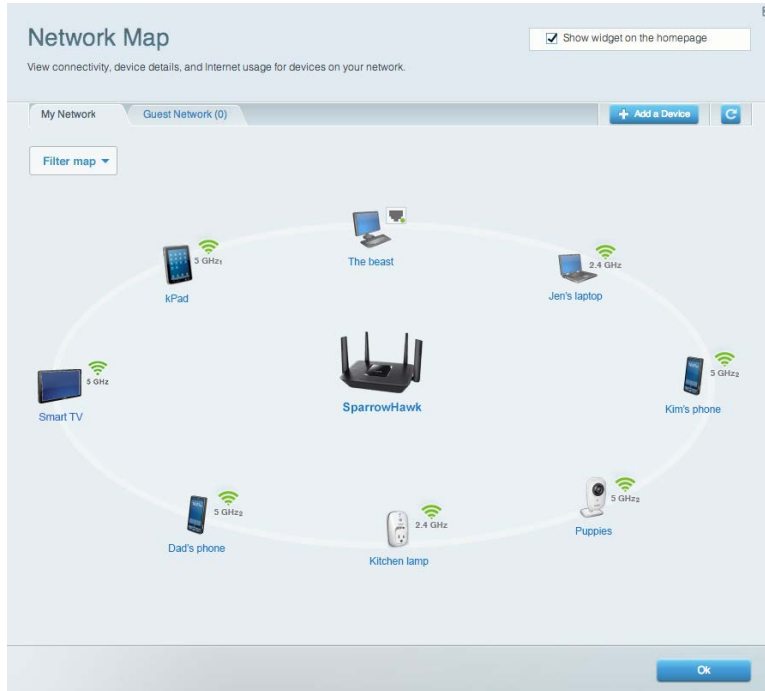 Network Map
Show widget on the homepage
View connectivity, device details, and Internet usage for devices on your network.
My Network
Guest Network (0)
+ Add a Device
Filter map
The beast
5 GHz1
kPad
2.4 GHz
Jen's laptop
5 GHz
Smart TV
SparrowHawk
5 GHz2
Kim's phone
5 GHz2
Dad's phone
2.4 GHz
Kitchen lamp
5 GHz2
Puppies
Ok